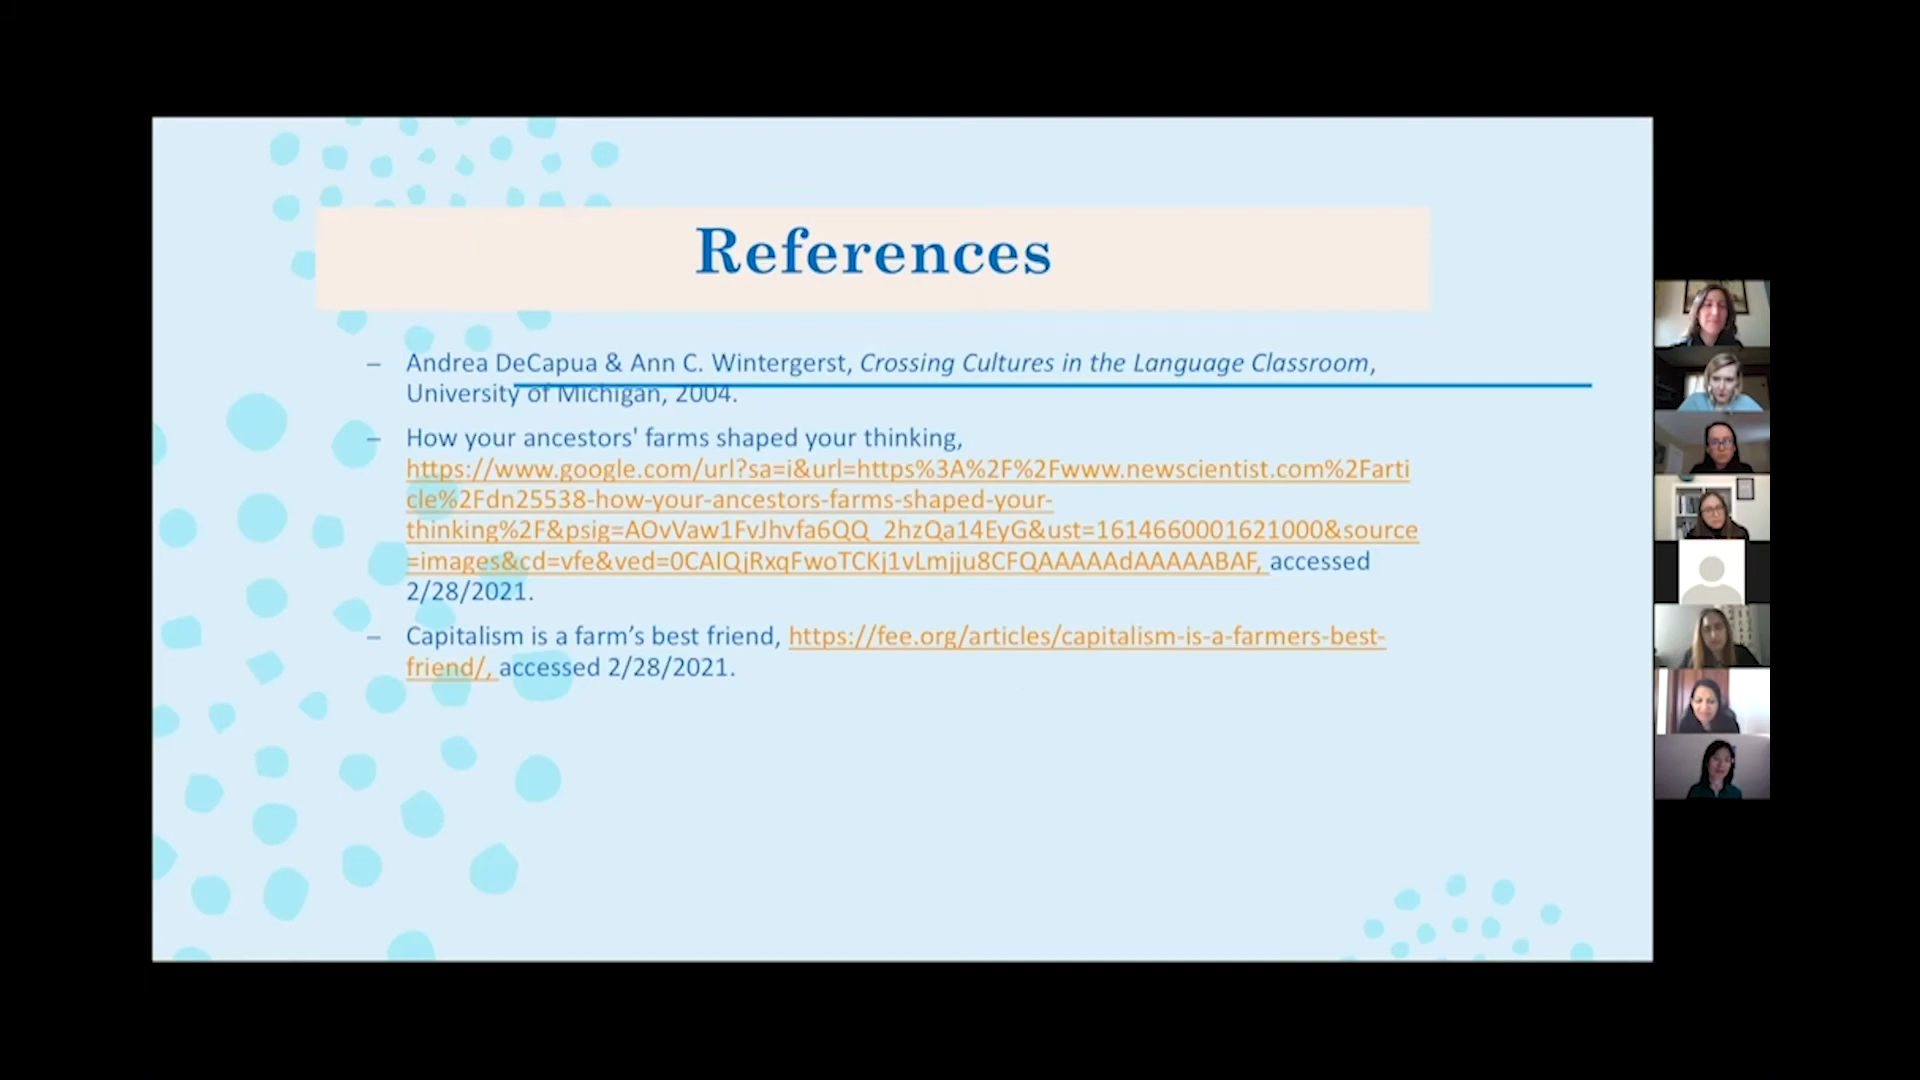 References
– Andrea DeCapua & Ann C. Wintergerst, Crossing Cultures in the Language Classroom,
University of Michigan, 2004.
– How your ancestors' farms shaped your thinking,
https://www.google.com/url?sa=i&url=https%3A%2F%2Fwww.newscientist.com%2Farti
cle%2Fdn25538-how-your-ancestors-farms-shaped-your-
thinking%2F&psig=AOvVaw1FvJhvfa6QQ_2hzQa14EyG&ust=1614660001621000&source
=images&cd=vfe&ved=0CAIQjRxqFwoTCKj1vLmjju8CFQAAAAAdAAAAABAF, accessed
2/28/2021.
– Capitalism is a farm’s best friend, https://fee.org/articles/capitalism-is-a-farmers-best-
friend/, accessed 2/28/2021.